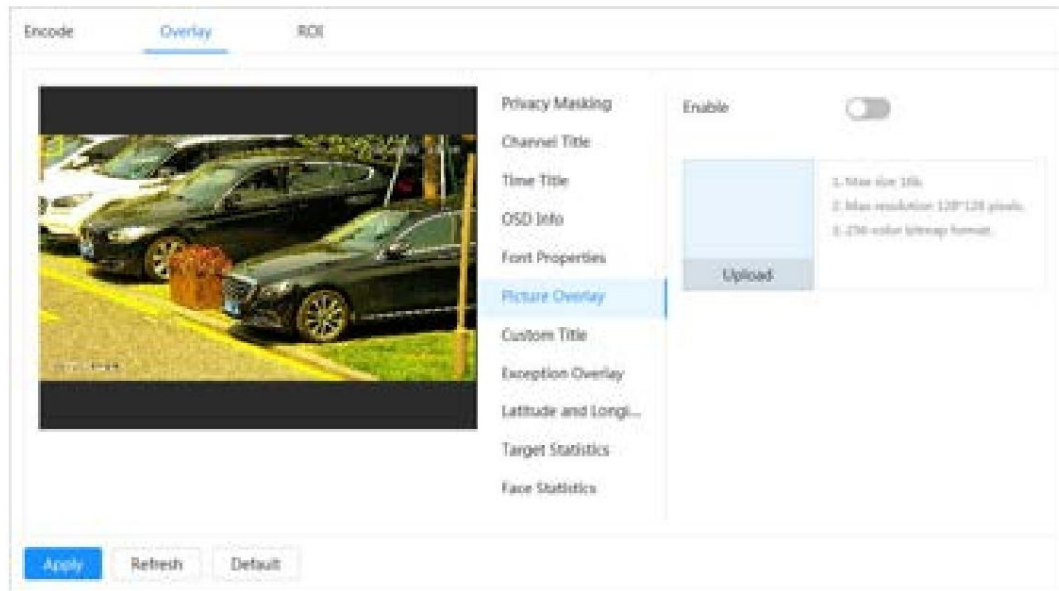 Encode Overlay ROI
Privacy Masking
Channel Title
Time Title
OSD Info
Font Properties
Picture Overlay
Custom Title
Exception Overlay
Latitude and Longi...
Target Statistics
Face Statistics
Enable
1. Max size 16k.
2. Max resolution 128*128 pixels.
3. 256-color bitmap format.
Upload
Apply Refresh Default